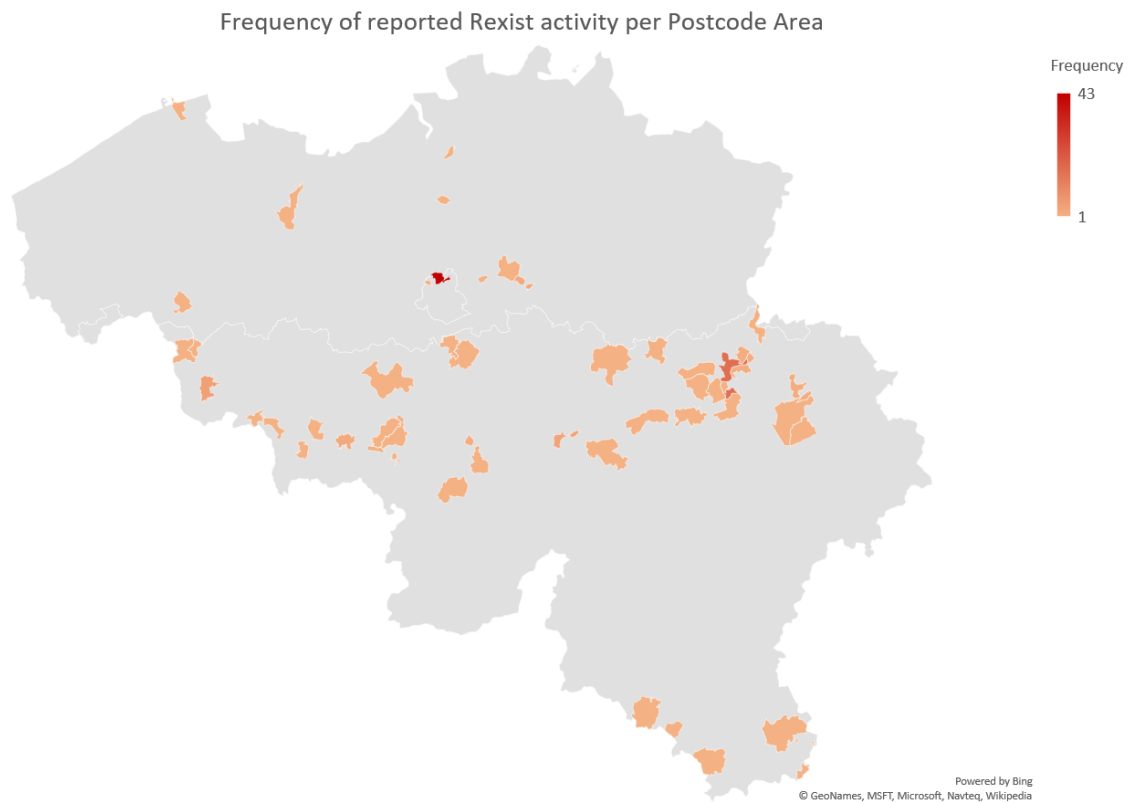 Frequency of reported Rexist activity per Postcode Area
Frequency
43
1
Powered by Bing
© GeoNames, MSFT, Microsoft, Navteq, Wikipedia